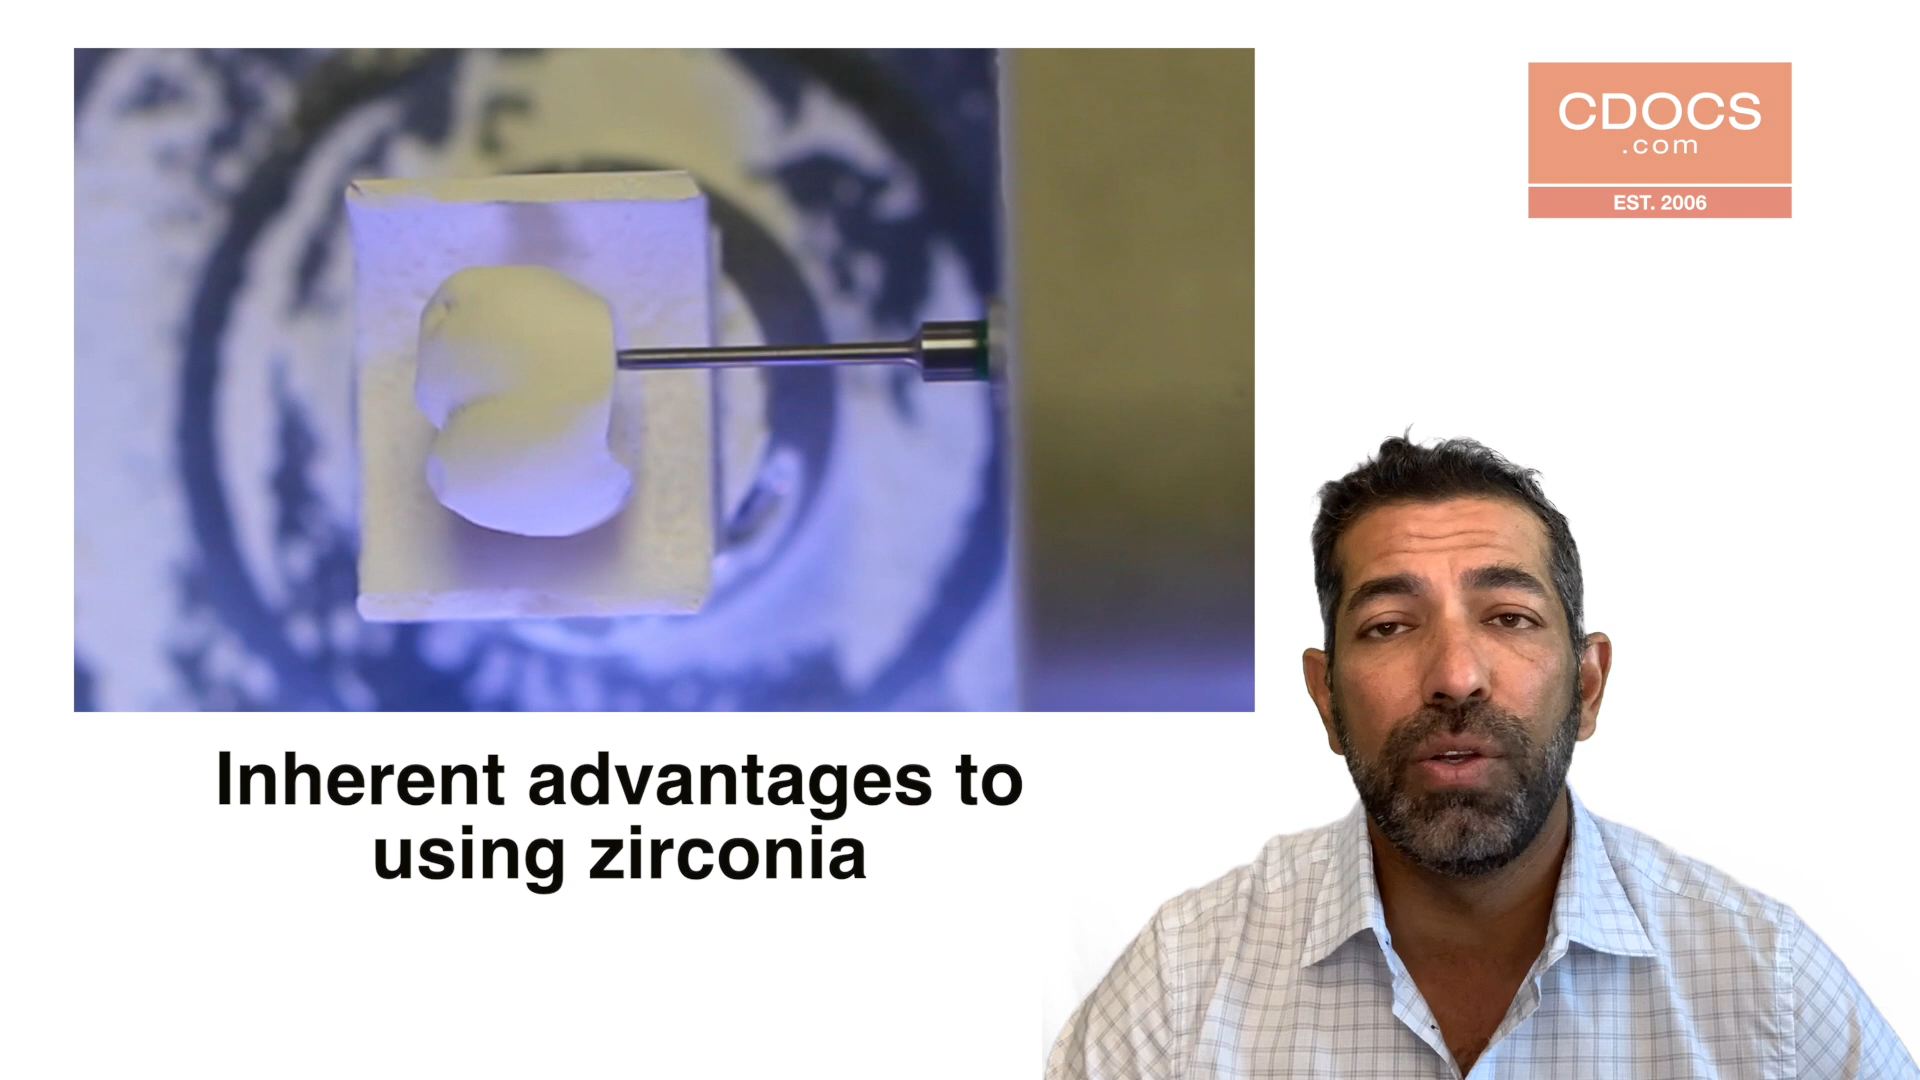 CDOCS
.com
EST. 2006
Inherent advantages to
using zirconia